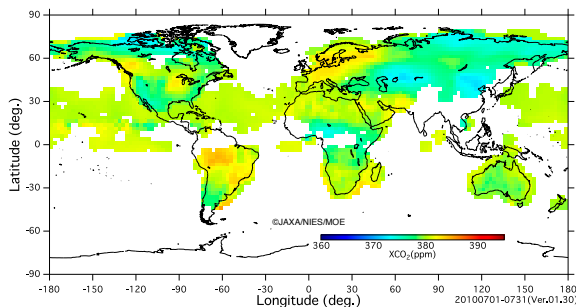 90
60
30
0
-30
-60
-90
Latitude (deg.)
©JAXA/NIES/MOE
360 370 380 390
XCO₂(ppm)
-180 -150 -120 -90 -60 -30 0 30 60 90 120 150 180
Longitude (deg.)
20100701-0731(Ver.01.30)